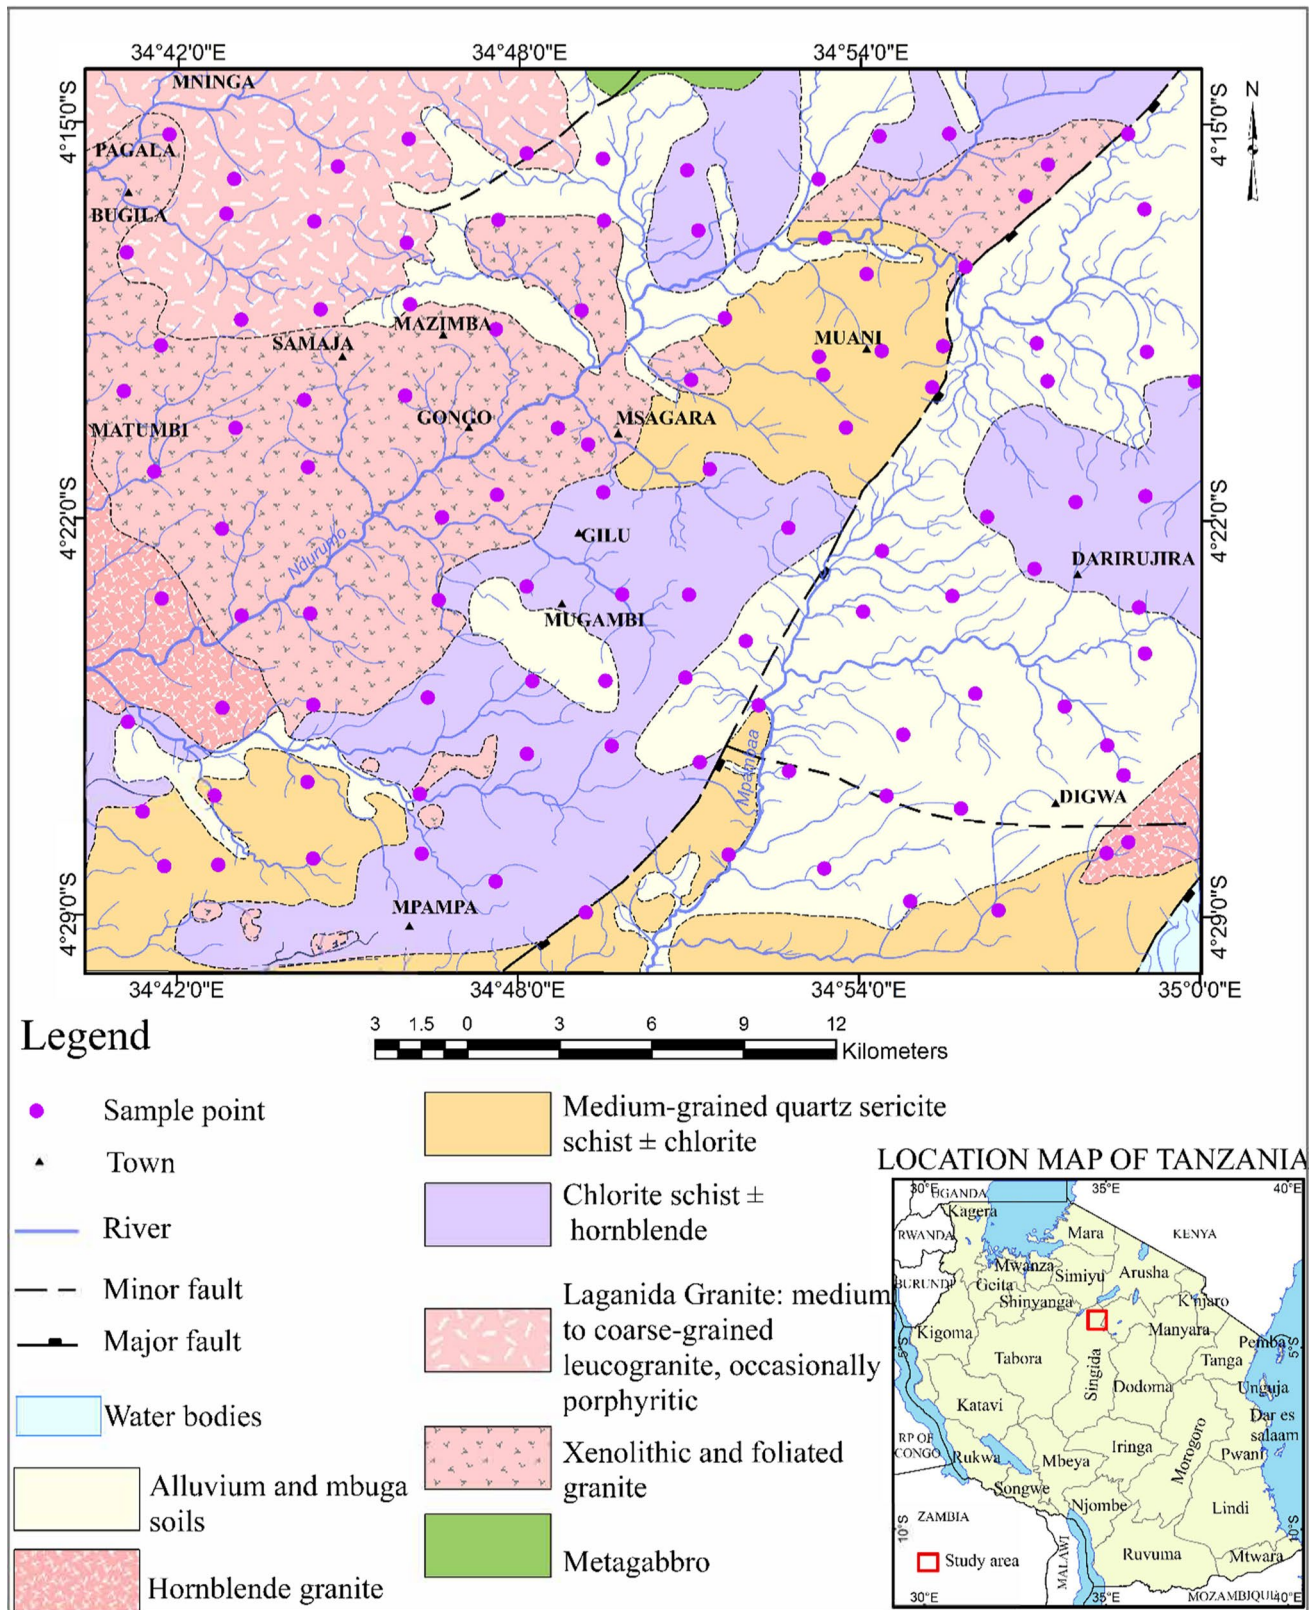 34°42'0"E 34°48'0"E 34°54'0"E
MNINGA
N
4°15'0"S
4°15'0"S
PAGALA
BUGILA
MAZIMBA
SAMAJA
MUANI
GONGO
MSAGARA
MATUMBI
4°22'0"S
4°22'0"S
GILU
Ndurumo
DARIRUJIRA
MUGAMBI
Mpampaa
DIGWA
MPAMPA
4°29'0"S
4°29'0"S
34°42'0"E 34°48'0"E 34°54'0"E 35°0'0"E
Legend
3 1.5 0 3 6 9 12
Kilometers
Sample point
Town
River
Minor fault
Major fault
Water bodies
Alluvium and mbuga
soils
Hornblende granite
Medium-grained quartz sericite
schist ± chlorite
Chlorite schist ±
hornblende
Laganida Granite: medium
to coarse-grained
leucogranite, occasionally
porphyritic
Xenolithic and foliated
granite
Metagabbro
LOCATION MAP OF TANZANIA
30°E 35°E 40°E
UGANDA
Kagera
RWANDA
Mara
KENYA
Mwanza
BURUNDI
Geita
Simiyu
Arusha
Shinyanga
K'njaro
Kigoma
Manyara
Pemba
5°S
5°S
Tabora
Singida
Tanga
Dodoma
Unguja
Katavi
Dar es
salaam
Morogoro
RP OF
CONGO
Rukwa
Iringa
Pwani
Mbeya
Songwe
Njombe
Lindi
ZAMBIA
10°S
10°S
MALAWI
Ruvuma
Mtwara
Study area
MOZAMBIQUE
30°E 35°E 40°E